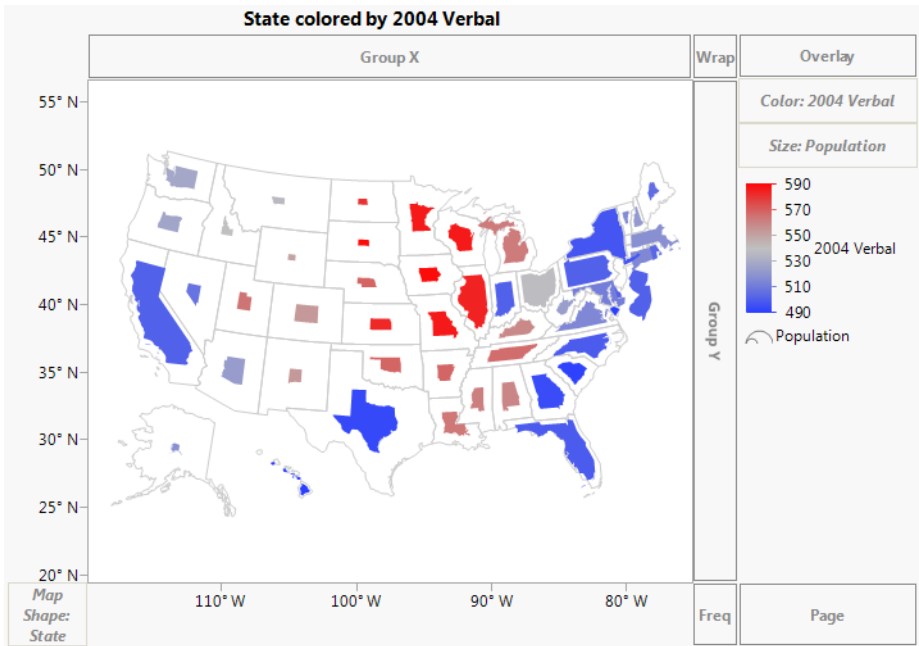 State colored by 2004 Verbal
Group X
Wrap
Overlay
Color: 2004 Verbal
Size: Population
55° N
50° N
45° N
40° N
35° N
30° N
25° N
20° N
590
570
550
530
510
490
2004 Verbal
Population
Group Y
110° W
100° W
90° W
80° W
Map
Shape:
State
Freq
Page